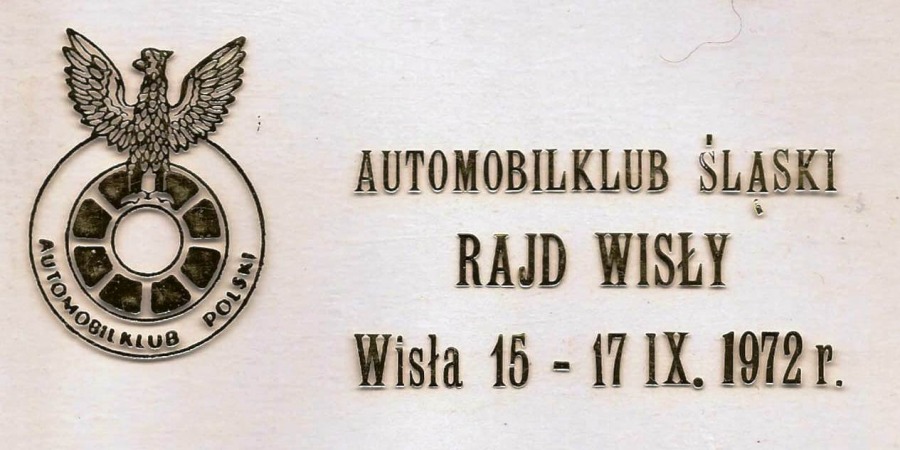 AUTOMOBILKLUB POLSKI
AUTOMOBILKLUB ŚLĄSKI
RAJD WISŁY
Wisła 15 - 17 IX. 1972 r.